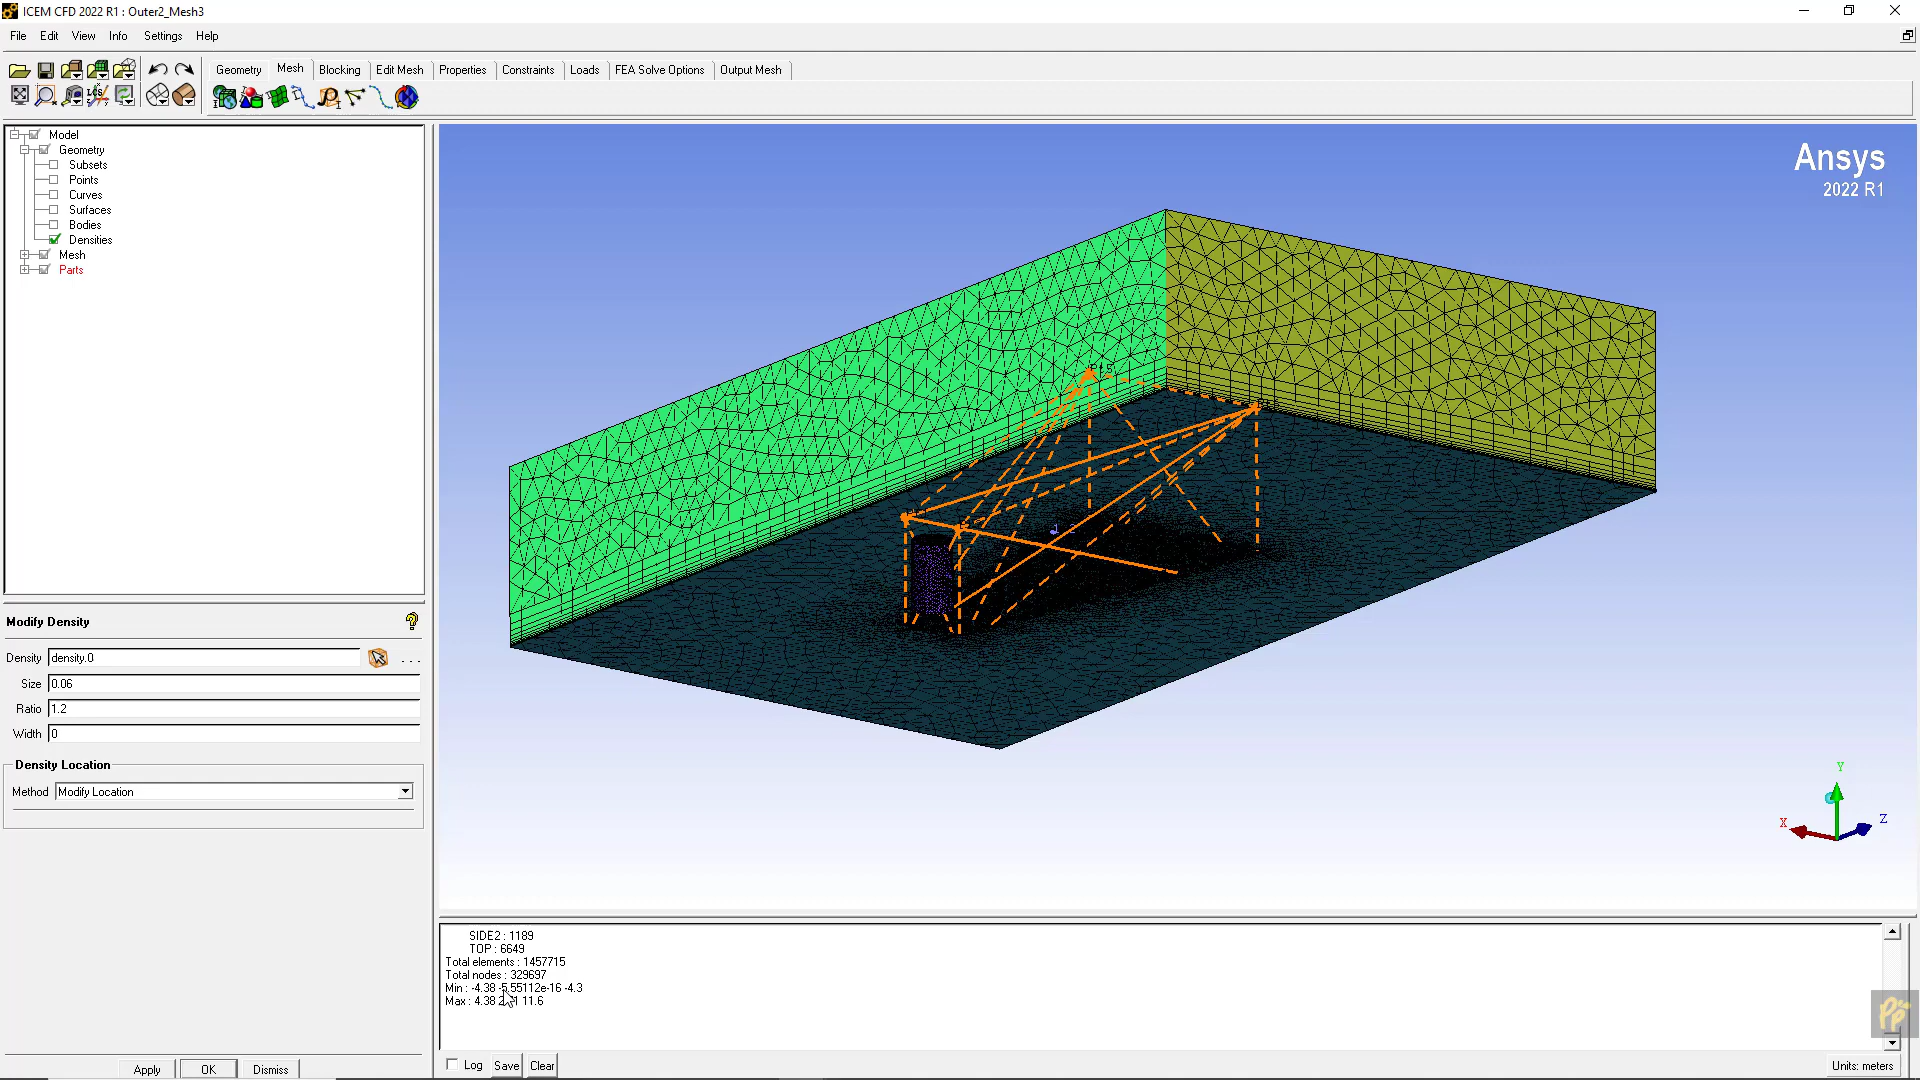 ICEM CFD 2022 R1 : Outer2_Mesh3
File Edit View Info Settings Help
Geometry Mesh Blocking Edit Mesh Properties Constraints Loads FEA Solve Options Output Mesh
Model
Geometry
Subsets
Points
Curves
Surfaces
Bodies
Densities
Mesh
Parts
Ansys
2022 R1
Modify Density
Density density.0 ...
Size 0.06
Ratio 1.2
Width 0
Density Location
Method Modify Location
Apply OK Dismiss
Y
X
Z
SIDE2 : 1189
TOP : 6649
Total elements : 1457715
Total nodes : 329697
Min : -4.38 -5.55112e-16 -4.3
Max : 4.38 11.6
Log Save Clear
Units: meters